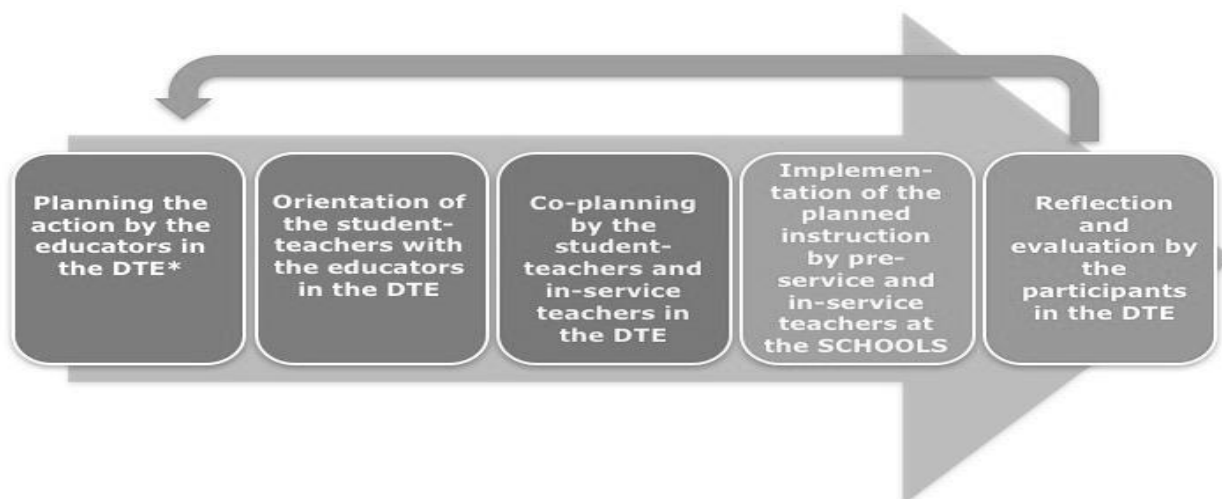 Planning the
action by the
educators in
the DTE*
Orientation of
the student-
teachers with
the educators
in the DTE
Co-planning
by the
student-
teachers and
in-service
teachers in
the DTE
Implemen-
tation of the
planned
instruction
by pre-
service and
in-service
teachers at
the SCHOOLS
Reflection
and
evaluation by
the
participants
in the DTE